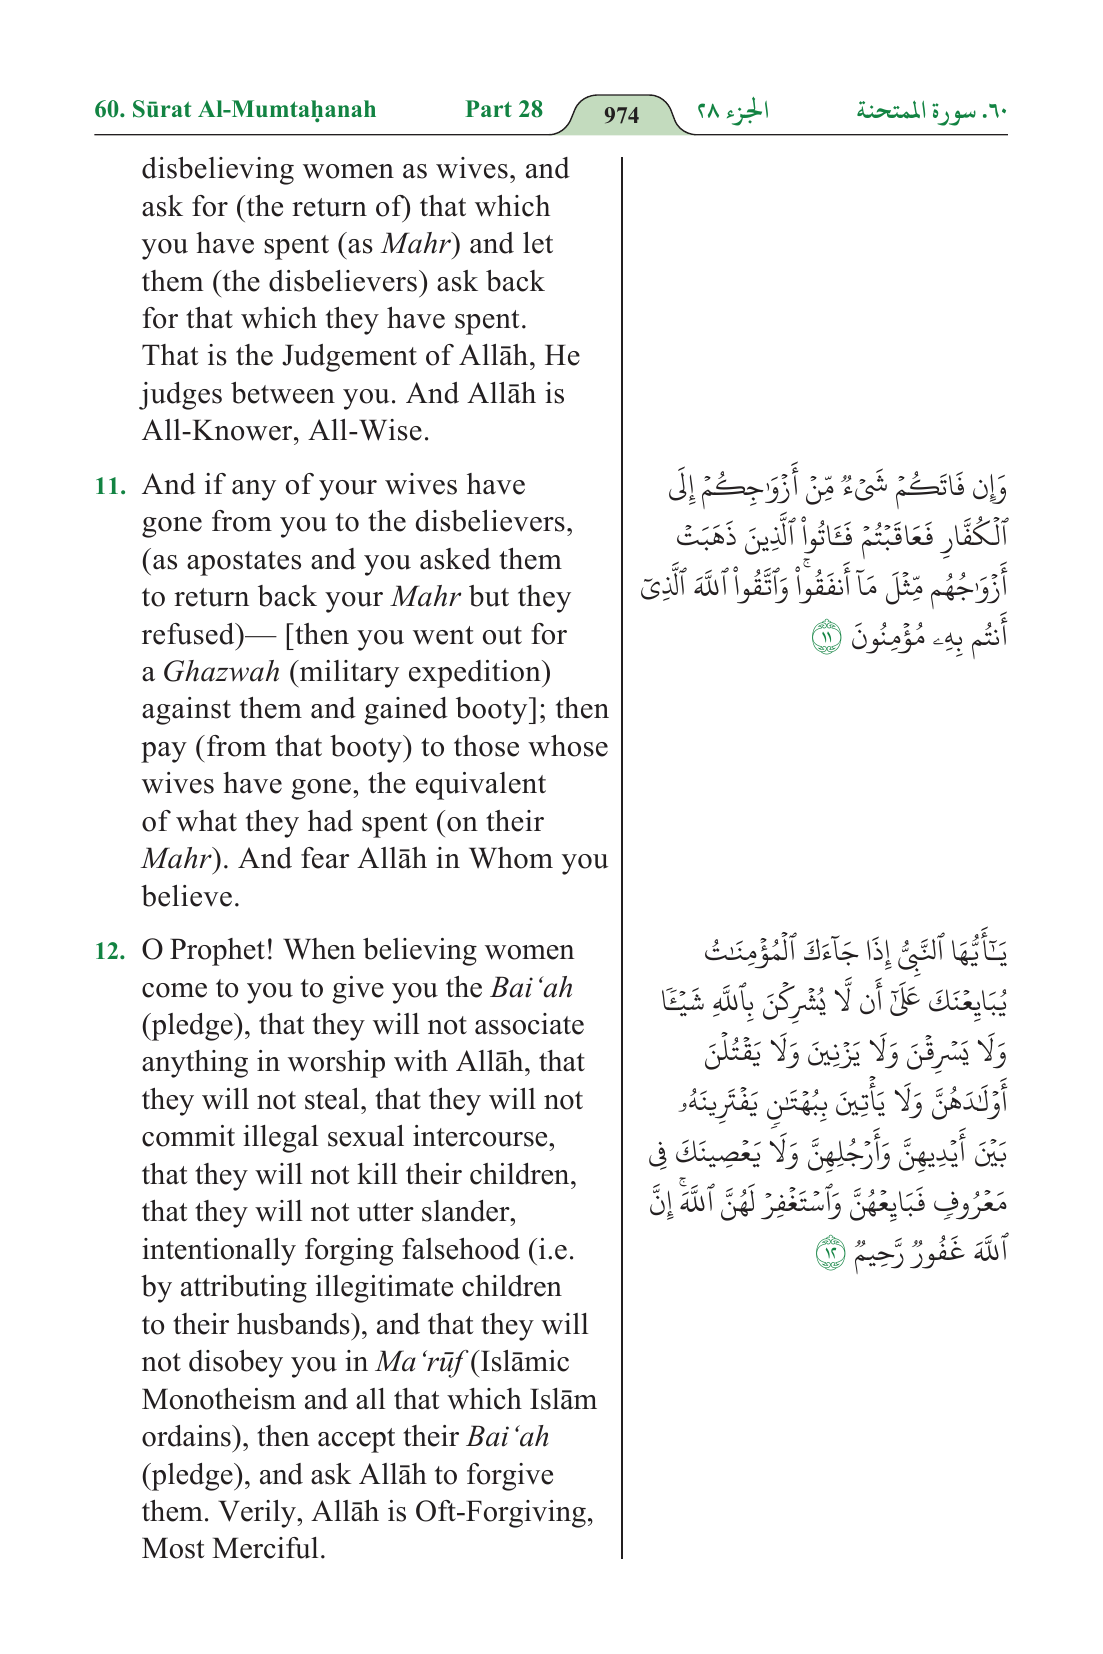 60. Sūrat Al-Mumtaḥanah Part 28 974 الجزء ٢٨ ٦٠. سورة الممتحنة
disbelieving women as wives, and
ask for (the return of) that which
you have spent (as Mahr) and let
them (the disbelievers) ask back
for that which they have spent.
That is the Judgement of Allāh, He
judges between you. And Allāh is
All-Knower, All-Wise.
11. And if any of your wives have
gone from you to the disbelievers,
(as apostates and you asked them
to return back your Mahr but they
refused)— [then you went out for
a Ghazwah (military expedition)
against them and gained booty]; then
pay (from that booty) to those whose
wives have gone, the equivalent
of what they had spent (on their
Mahr). And fear Allāh in Whom you
believe.
وَإِن فَاتَكُمْ شَىْءٌ مِّنْ أَزْوَٰجِكُمْ إِلَى
ٱلْكُفَّارِ فَعَاقَبْتُمْ فَـَٔاتُوا۟ ٱلَّذِينَ ذَهَبَتْ
أَزْوَٰجُهُم مِّثْلَ مَآ أَنفَقُوا۟ ۚ وَٱتَّقُوا۟ ٱللَّهَ ٱلَّذِىٓ
أَنتُم بِهِۦ مُؤْمِنُونَ ١١
12. O Prophet! When believing women
come to you to give you the Bai‘ah
(pledge), that they will not associate
anything in worship with Allāh, that
they will not steal, that they will not
commit illegal sexual intercourse,
that they will not kill their children,
that they will not utter slander,
intentionally forging falsehood (i.e.
by attributing illegitimate children
to their husbands), and that they will
not disobey you in Ma‘rūf (Islāmic
Monotheism and all that which Islām
ordains), then accept their Bai‘ah
(pledge), and ask Allāh to forgive
them. Verily, Allāh is Oft-Forgiving,
Most Merciful.
يَـٰٓأَيُّهَا ٱلنَّبِىُّ إِذَا جَآءَكَ ٱلْمُؤْمِنَـٰتُ
يُبَايِعْنَكَ عَلَىٰٓ أَن لَّا يُشْرِكْنَ بِٱللَّهِ شَيْـًٔا
وَلَا يَسْرِقْنَ وَلَا يَزْنِينَ وَلَا يَقْتُلْنَ
أَوْلَـٰدَهُنَّ وَلَا يَأْتِينَ بِبُهْتَـٰنٍ يَفْتَرِينَهُۥ
بَيْنَ أَيْدِيهِنَّ وَأَرْجُلِهِنَّ وَلَا يَعْصِينَكَ فِى
مَعْرُوفٍ فَبَايِعْهُنَّ وَٱسْتَغْفِرْ لَهُنَّ ٱللَّهَ ۚ إِنَّ
ٱللَّهَ غَفُورٌ رَّحِيمٌ ١٢